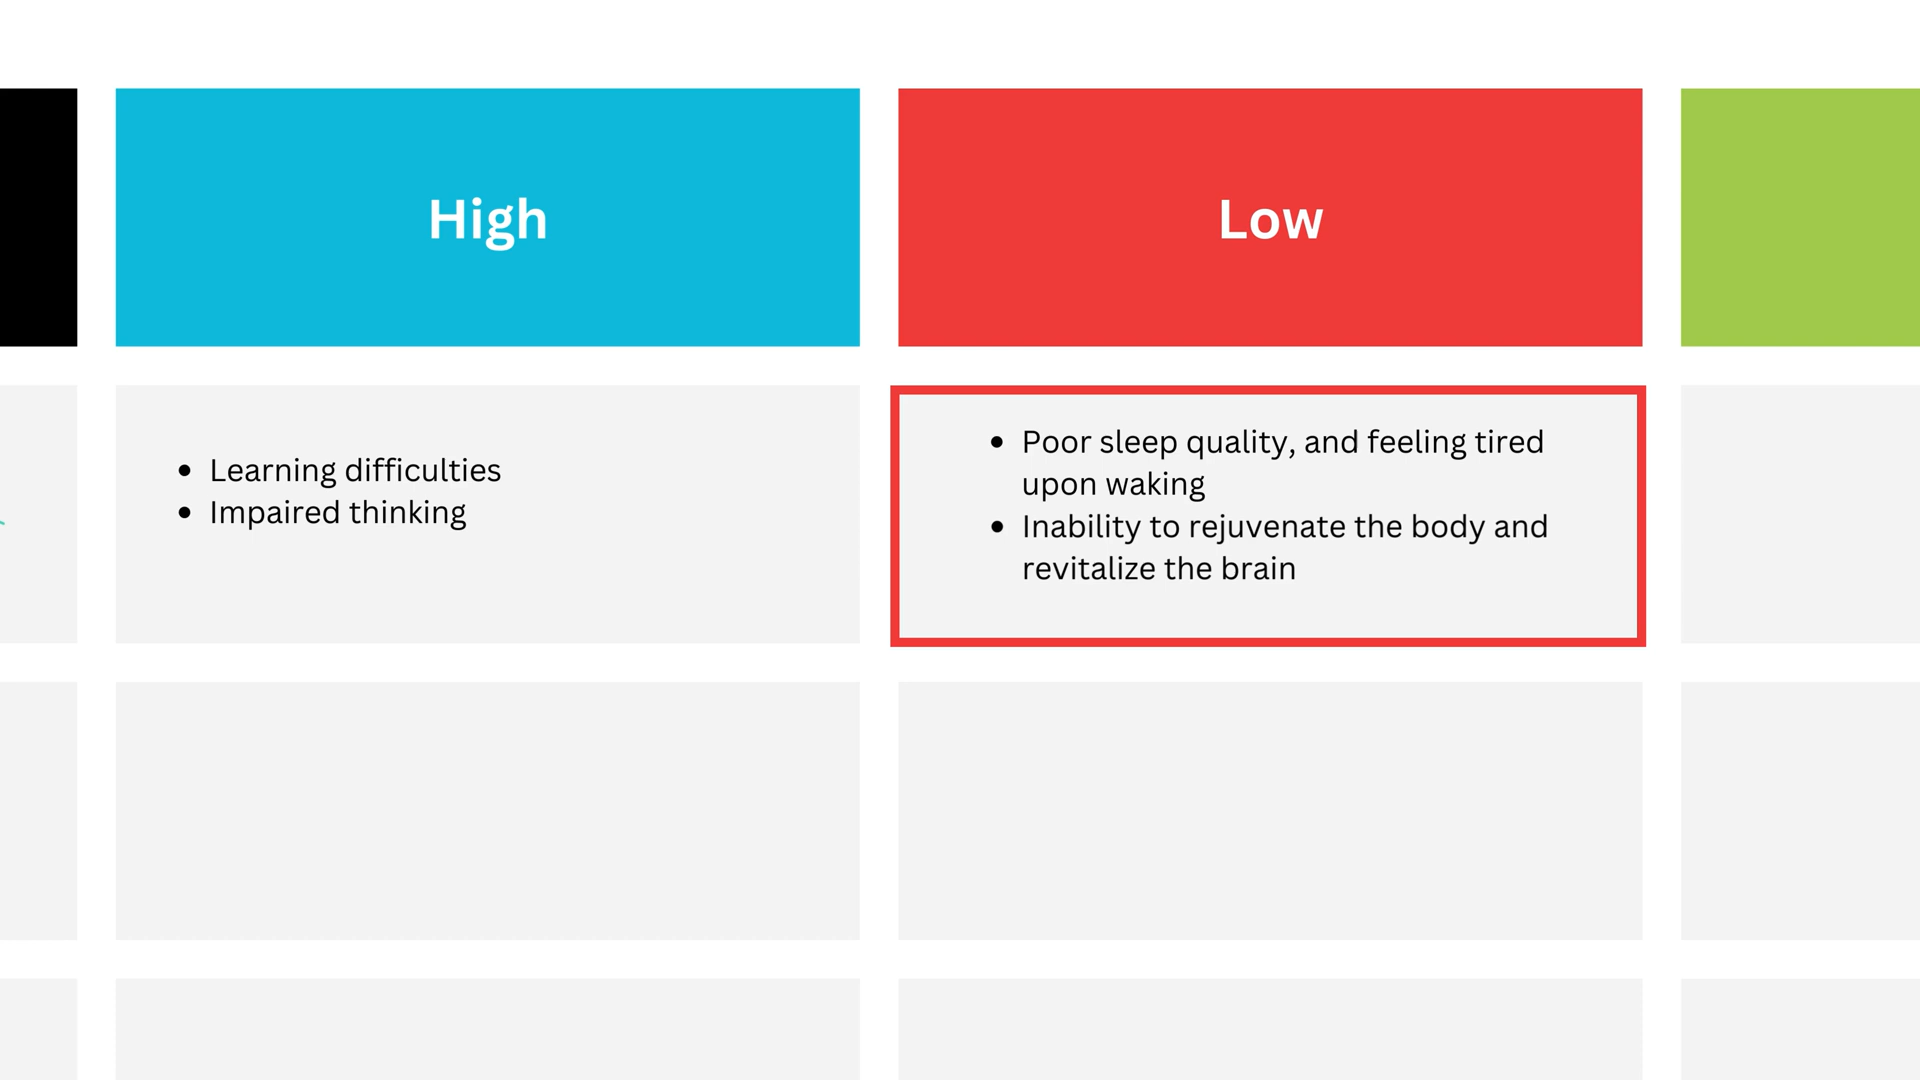 High
Low
• Learning difficulties
• Impaired thinking
• Poor sleep quality, and feeling tired
upon waking
• Inability to rejuvenate the body and
revitalize the brain